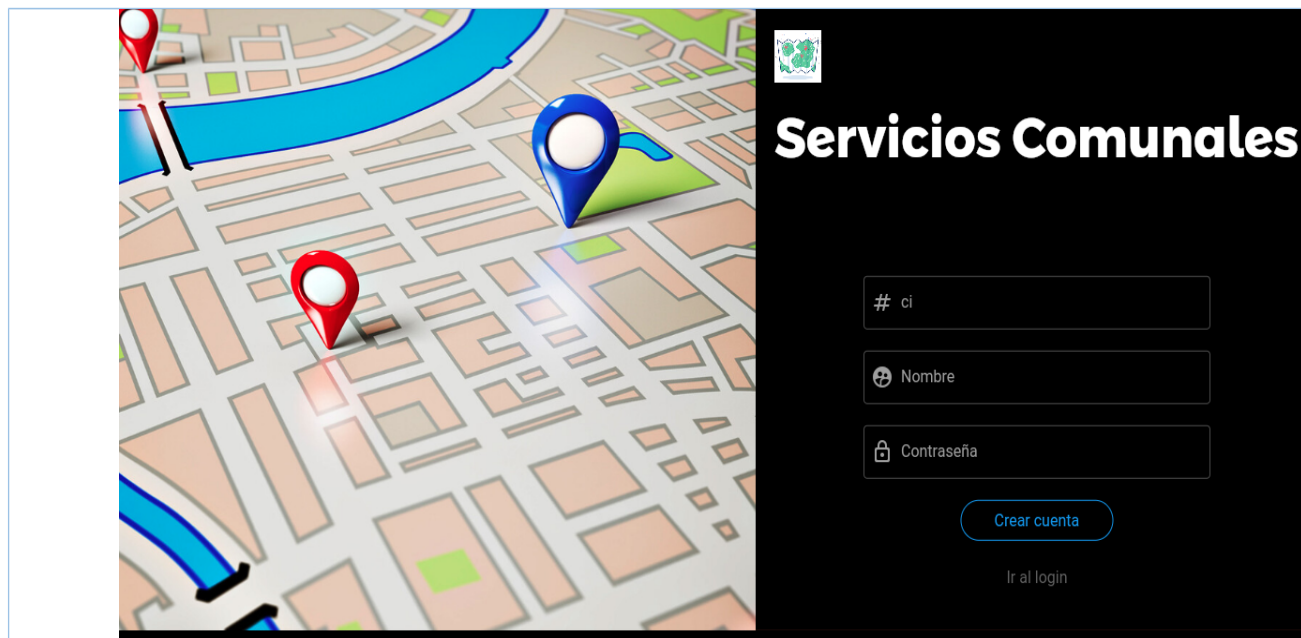 Servicios Comunales
# ci
Nombre
Contraseña
Crear cuenta
Ir al login